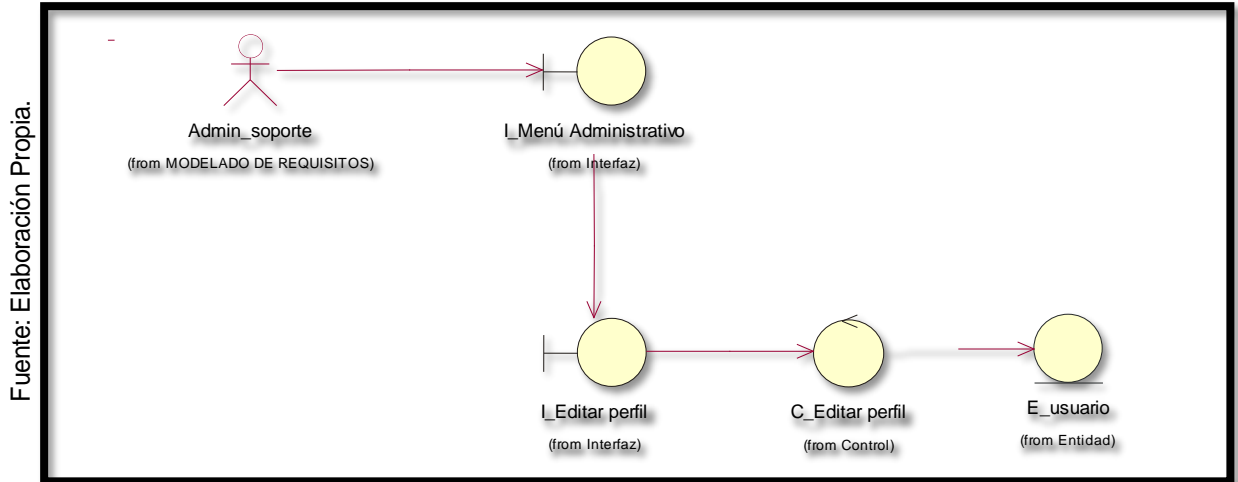 Fuente: Elaboración Propia.
Admin_soporte
(from MODELADO DE REQUISITOS)
I_Menú Administrativo
(from Interfaz)
I_Editar perfil
(from Interfaz)
C_Editar perfil
(from Control)
E_usuario
(from Entidad)